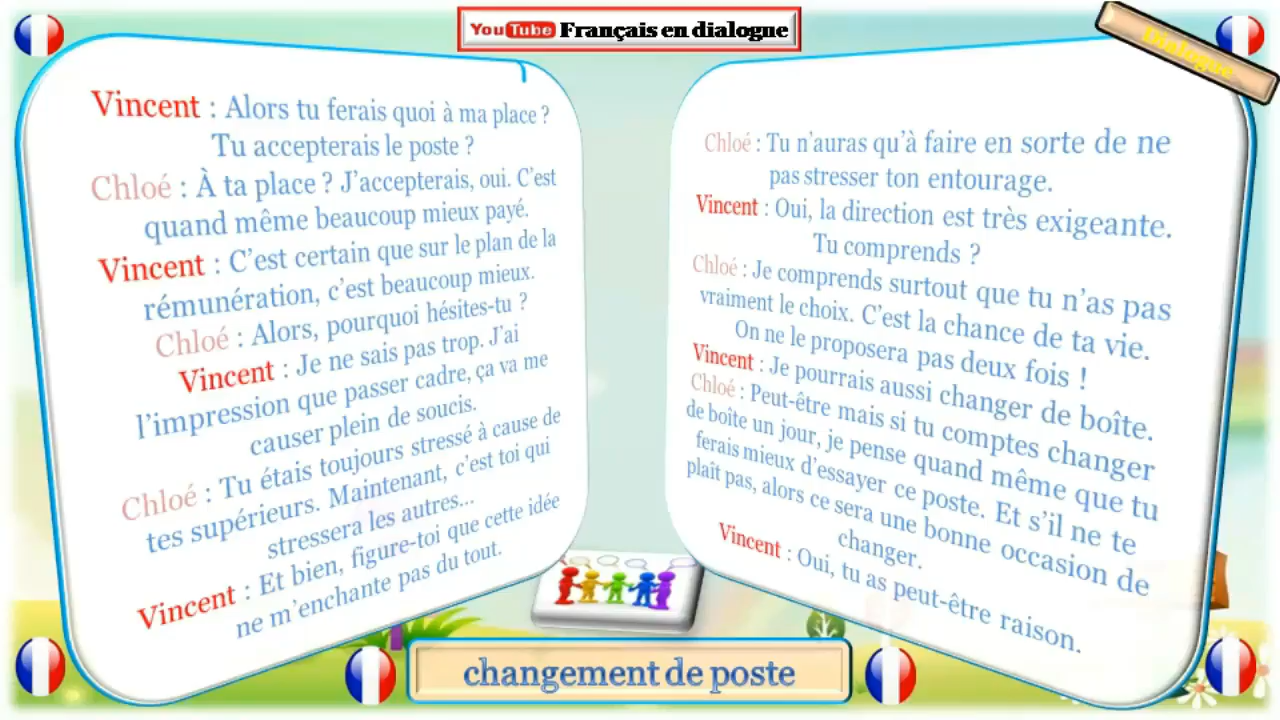 YouTube Français en dialogue
Dialogue
Vincent : Alors tu ferais quoi à ma place ?
Tu accepterais le poste ?
Chloé : À ta place ? J'accepterais, oui. C'est
quand même beaucoup mieux payé.
Vincent : C'est certain que sur le plan de la
rémunération, c'est beaucoup mieux.
Chloé : Alors, pourquoi hésites-tu ?
Vincent : Je ne sais pas trop. J'ai
l'impression que passer cadre, ça va me
causer plein de soucis.
Chloé : Tu étais toujours stressé à cause de
tes supérieurs. Maintenant, c'est toi qui
stressera les autres...
Vincent : Et bien, figure-toi que cette idée
ne m'enchante pas du tout.
Chloé : Tu n'auras qu'à faire en sorte de ne
pas stresser ton entourage.
Vincent : Oui, la direction est très exigeante.
Tu comprends ?
Chloé : Je comprends surtout que tu n'as pas
vraiment le choix. C'est la chance de ta vie.
On ne le proposera pas deux fois !
Vincent : Je pourrais aussi changer de boîte.
Chloé : Peut-être mais si tu comptes changer
de boîte un jour, je pense quand même que tu
ferais mieux d'essayer ce poste. Et s'il ne te
plaît pas, alors ce sera une bonne occasion de
changer.
Vincent : Oui, tu as peut-être raison.
changement de poste